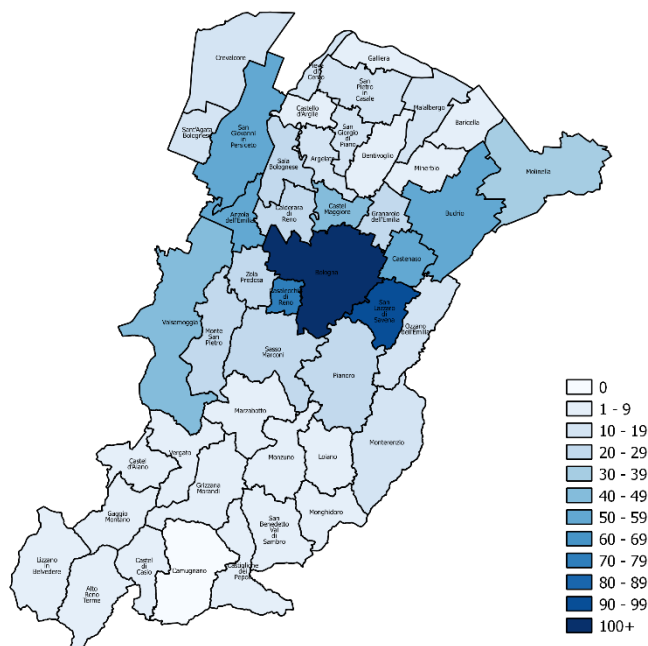 Crevalcore
Galliera
Pieve
di
Cento
San
Pietro
in
Casale
Malalbergo
Castello
d'Argile
Baricella
Sant'Agata
Bolognese
San
Giovanni
in
Persiceto
San
Giorgio
di
Piano
Sala
Bolognese
Argelato
Bentivoglio
Minerbio
Molinella
Calderara
di
Reno
Castel
Maggiore
Granarolo
dell'Emilia
Budrio
Anzola
dell'Emilia
Castenaso
Bologna
Zola
Predosa
Casalecchio
di
Reno
San
Lazzaro
di
Savena
Valsamoggia
Monte
San
Pietro
Ozzano
dell'Emilia
Sasso
Marconi
Pianoro
Marzabotto
Monterenzio
Vergato
Castel
d'Aiano
Monzuno
Loiano
Grizzana
Morandi
Gaggio
Montano
Monghidoro
San
Benedetto
Val
di
Sambro
Lizzano
in
Belvedere
Castel
di
Casio
Camugnano
Castiglione
dei
Pepoli
Alto
Reno
Terme
0
1 - 9
10 - 19
20 - 29
30 - 39
40 - 49
50 - 59
60 - 69
70 - 79
80 - 89
90 - 99
100+